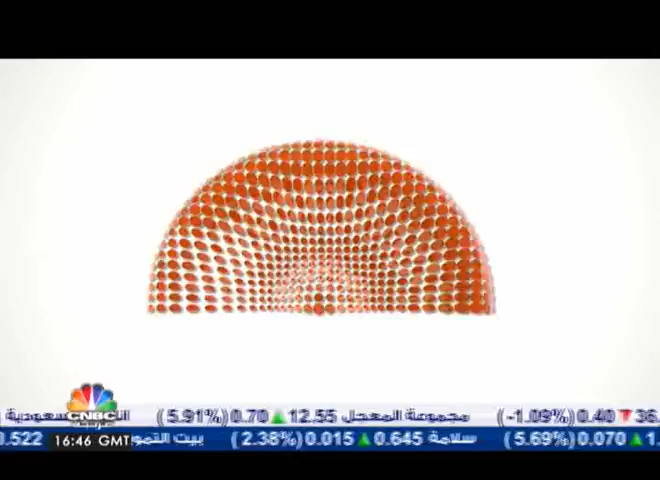 CNBC
السعودية (5.91%) 0.70 ▲ 12.55 مجموعة المعجل (-1.09%) 0.40 ▼ 36.
0.522 بيت التمو (2.38%) 0.015 ▲ 0.645 سلامة (5.69%) 0.070 ▲ 1.
16:46 GMT